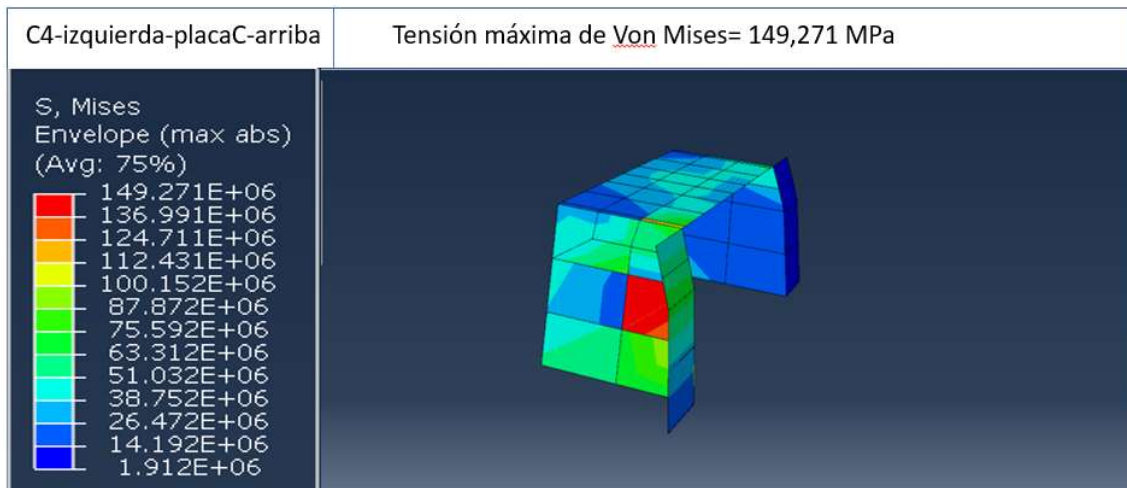 C4-izquierda-placaC-arriba
Tensión máxima de Von Mises= 149,271 MPa
S, Mises
Envelope (max abs)
(Avg: 75%)
149.271E+06
136.991E+06
124.711E+06
112.431E+06
100.152E+06
87.872E+06
75.592E+06
63.312E+06
51.032E+06
38.752E+06
26.472E+06
14.192E+06
1.912E+06